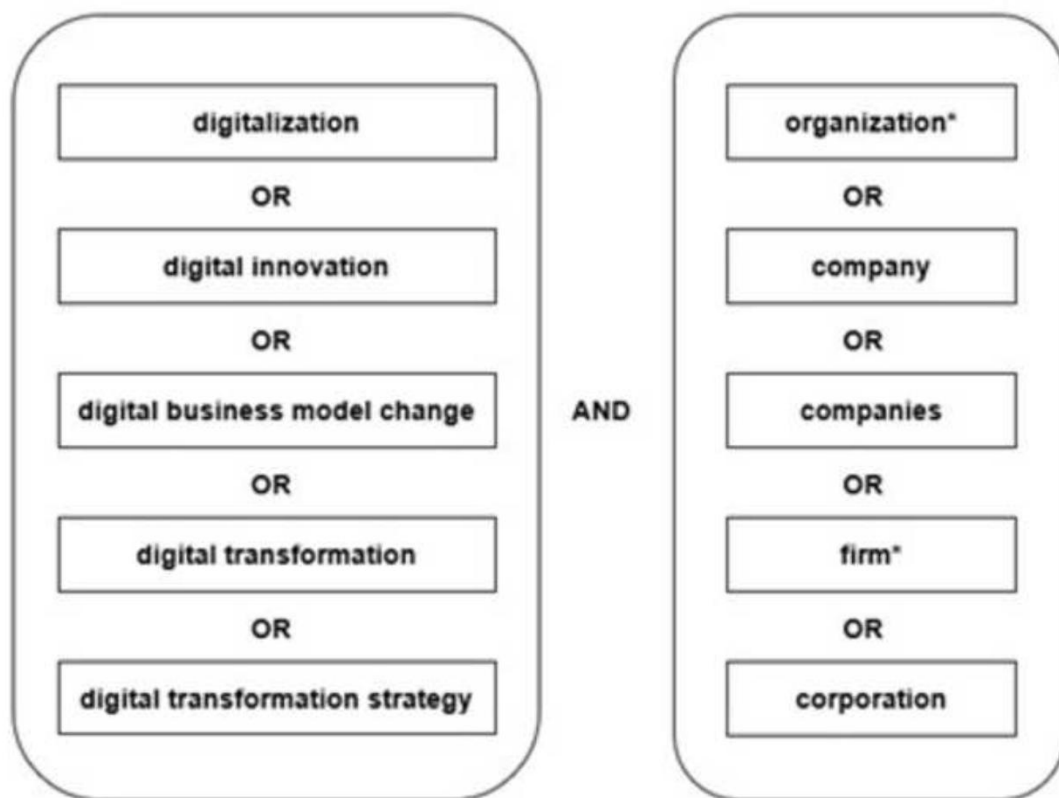 digitalization
OR
digital innovation
OR
digital business model change
OR
digital transformation
OR
digital transformation strategy
AND
organization*
OR
company
OR
companies
OR
firm*
OR
corporation